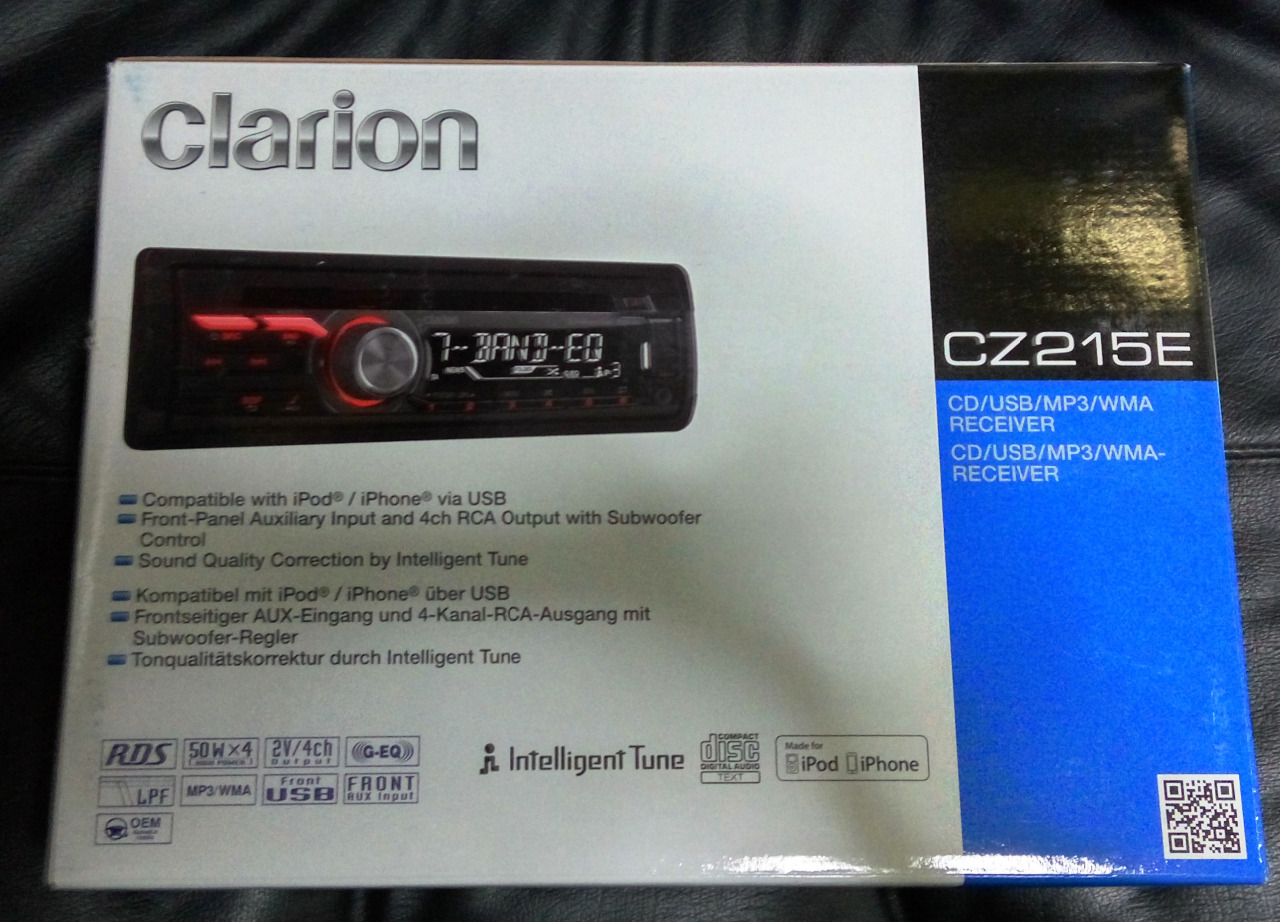 clarion
7-BAND-EQ
CZ215E
CD/USB/MP3/WMA
RECEIVER
CD/USB/MP3/WMA-
RECEIVER
Compatible with iPod® / iPhone® via USB
Front-Panel Auxiliary Input and 4ch RCA Output with Subwoofer
Control
Sound Quality Correction by Intelligent Tune
Kompatibel mit iPod® / iPhone® über USB
Frontseitiger AUX-Eingang und 4-Kanal-RCA-Ausgang mit
Subwoofer-Regler
Tonqualitätskorrektur durch Intelligent Tune
RDS
50W×4
HIGH POWER
2V/4ch
Output
G-EQ
LPF
MP3/WMA
Front
USB
FRONT
AUX Input
OEM
Intelligent Tune
COMPACT
disc
DIGITAL AUDIO
TEXT
Made for
iPod iPhone